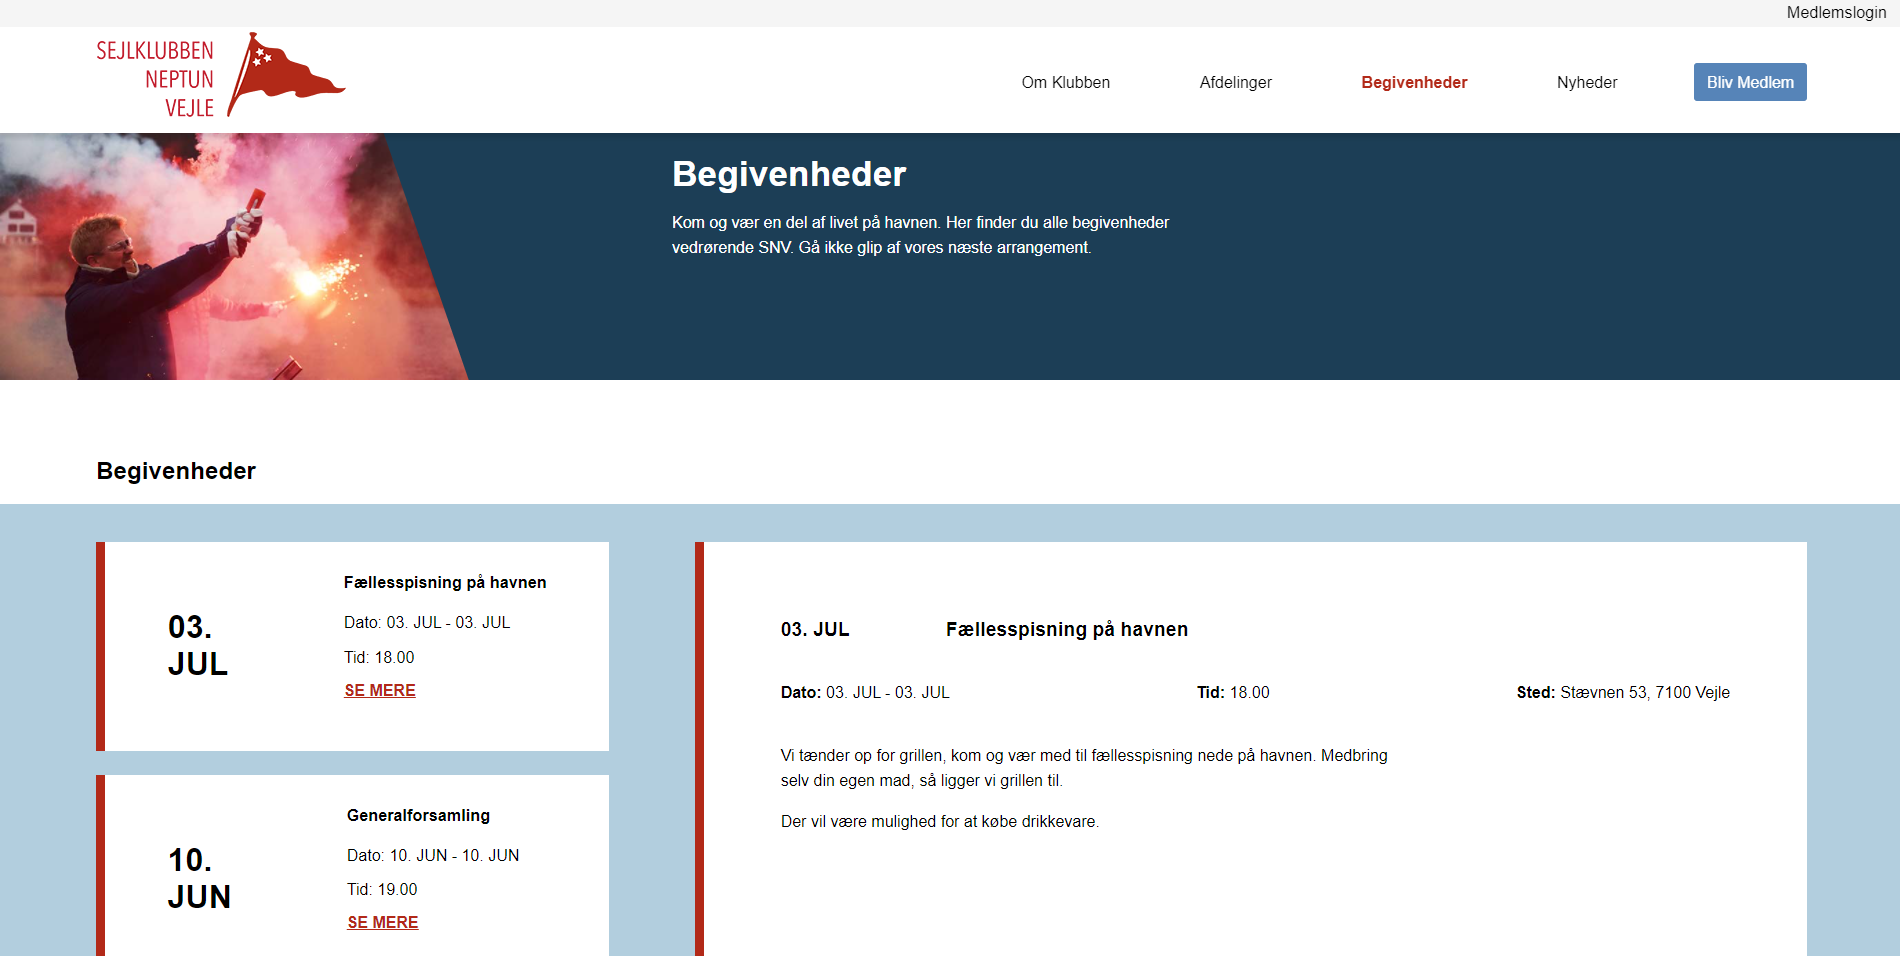 Medlemslogin
SEJLKLUBBEN
NEPTUN
VEJLE
Om Klubben
Afdelinger
Begivenheder
Nyheder
Bliv Medlem
Begivenheder
Kom og vær en del af livet på havnen. Her finder du alle begivenheder
vedrørende SNV. Gå ikke glip af vores næste arrangement.
Begivenheder
03.
JUL
Fællesspisning på havnen
Dato: 03. JUL - 03. JUL
Tid: 18.00
SE MERE
10.
JUN
Generalforsamling
Dato: 10. JUN - 10. JUN
Tid: 19.00
SE MERE
03. JUL
Fællesspisning på havnen
Dato: 03. JUL - 03. JUL
Tid: 18.00
Sted: Stævnen 53, 7100 Vejle
Vi tænder op for grillen, kom og vær med til fællesspisning nede på havnen. Medbring
selv din egen mad, så ligger vi grillen til.
Der vil være mulighed for at købe drikkevare.